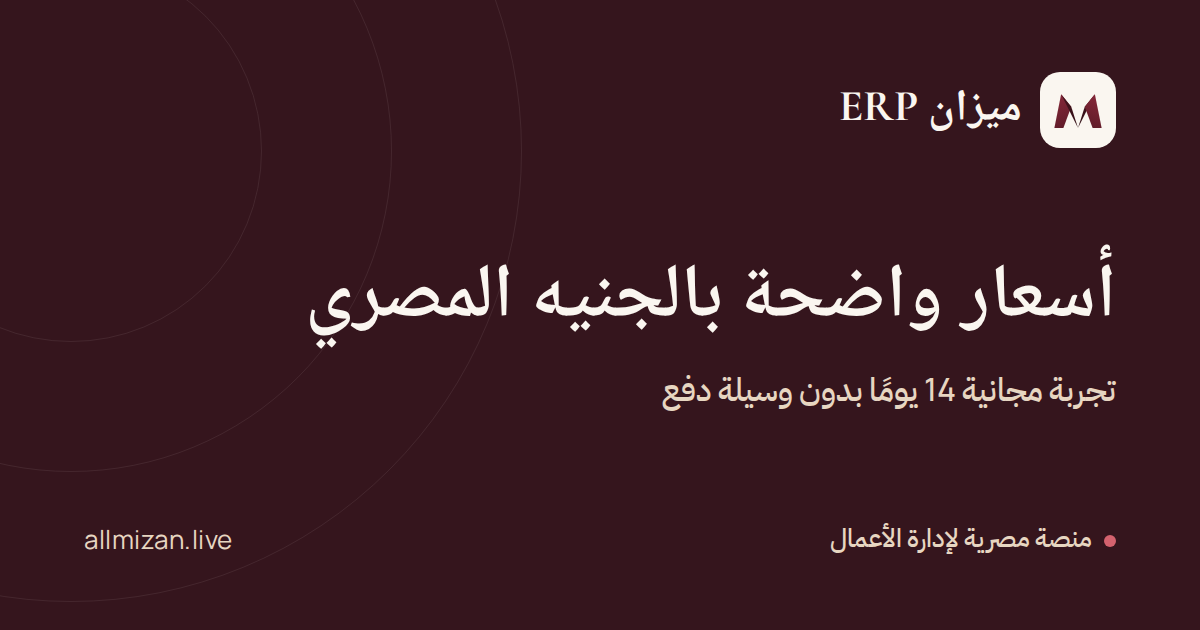 ميزان ERP
أسعار واضحة بالجنيه المصري
تجربة مجانية 14 يومًا بدون وسيلة دفع
منصة مصرية لإدارة الأعمال
allmizan.live